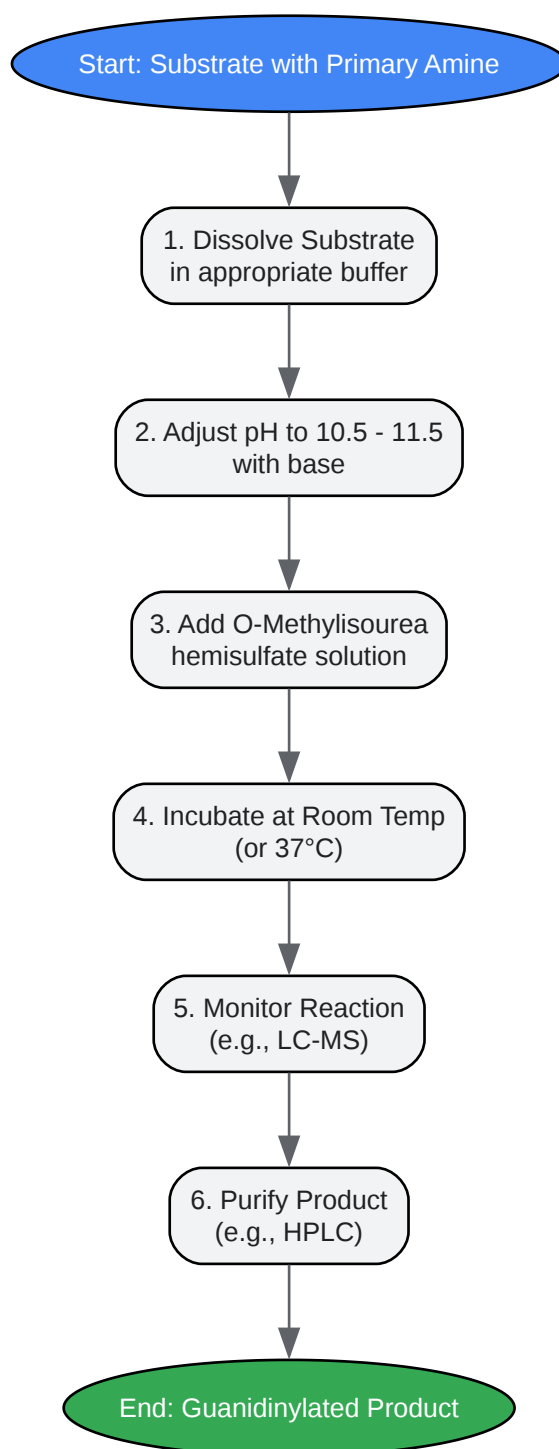 Start: Substrate with Primary Amine
1. Dissolve Substrate
in appropriate buffer
2. Adjust pH to 10.5 - 11.5
with base
3. Add O-Methylisourea
hemisulfate solution
4. Incubate at Room Temp
(or 37°C)
5. Monitor Reaction
(e.g., LC-MS)
6. Purify Product
(e.g., HPLC)
End: Guanidinylated Product